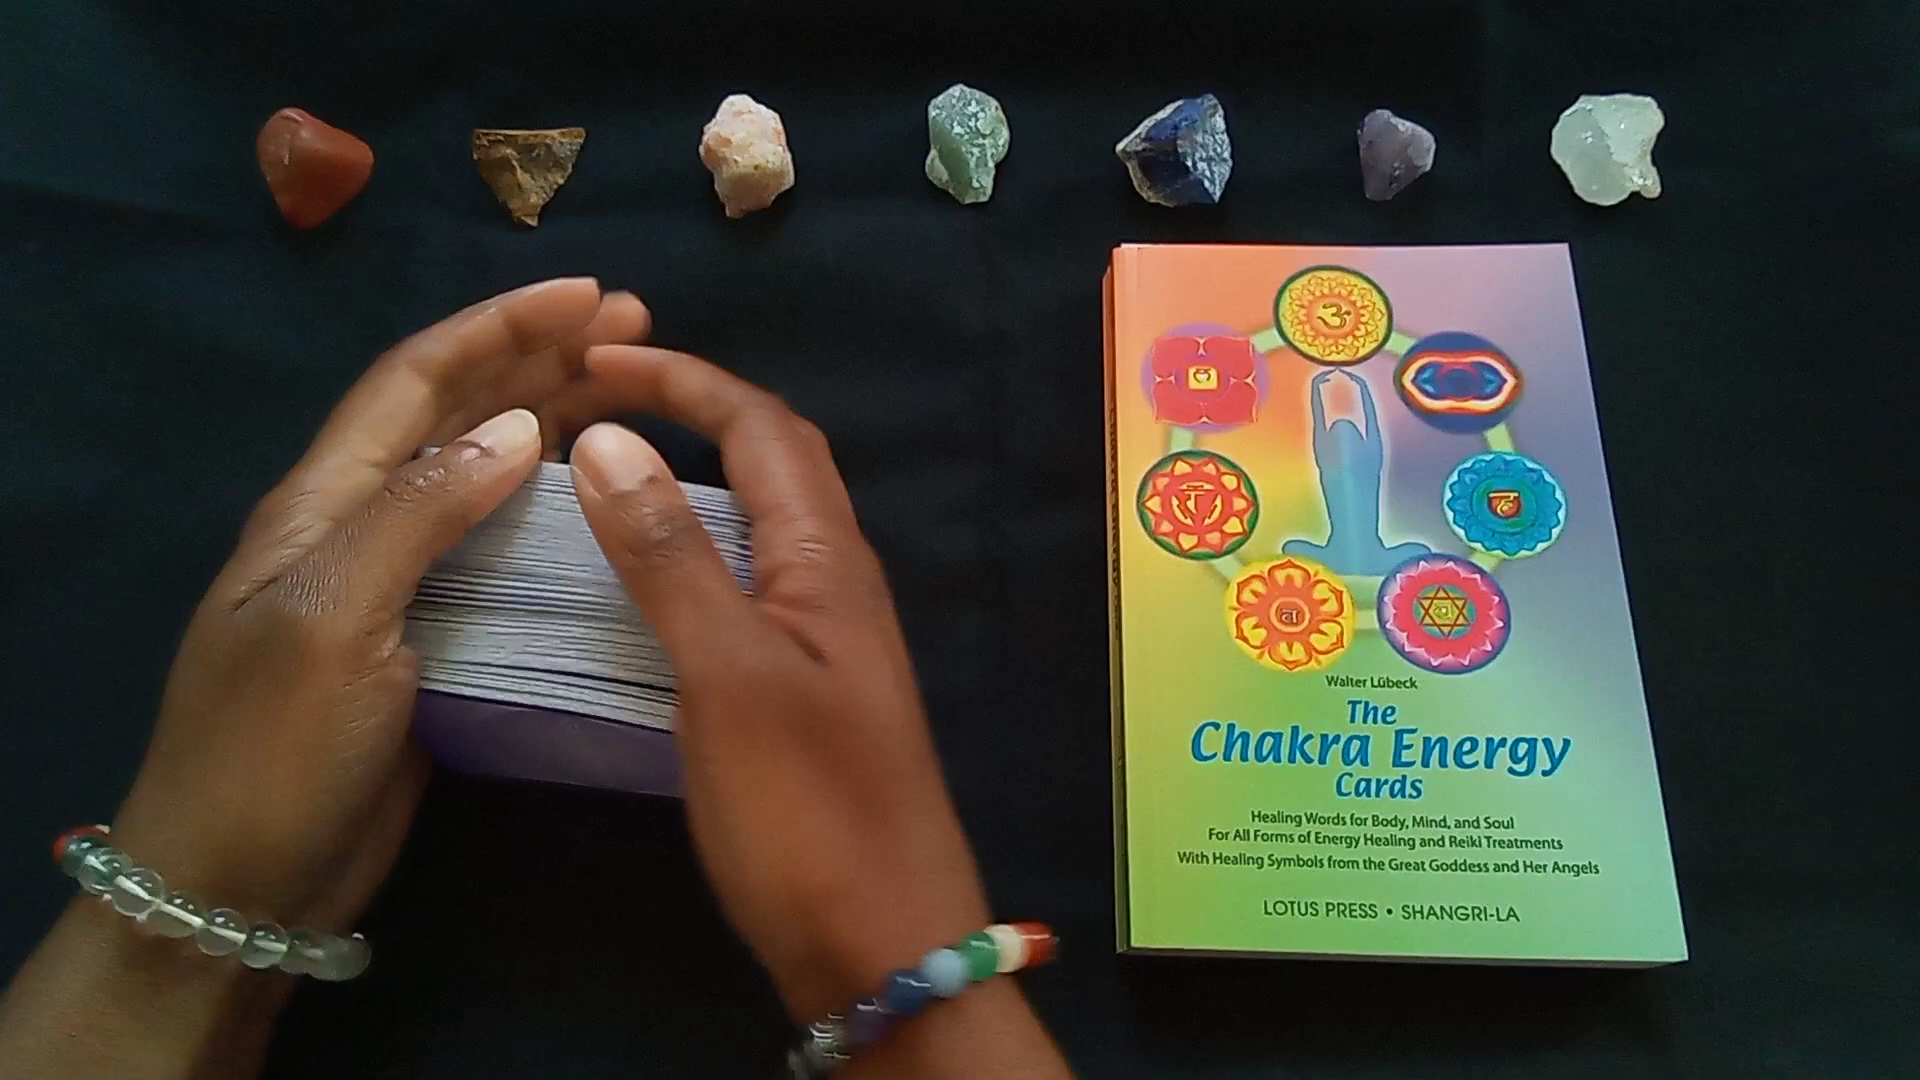 ॐ
लं
हं
रं
वं
यं
Walter Lübeck
The
Chakra Energy
Cards
Healing Words for Body, Mind, and Soul
For All Forms of Energy Healing and Reiki Treatments
With Healing Symbols from the Great Goddess and Her Angels
LOTUS PRESS • SHANGRI-LA